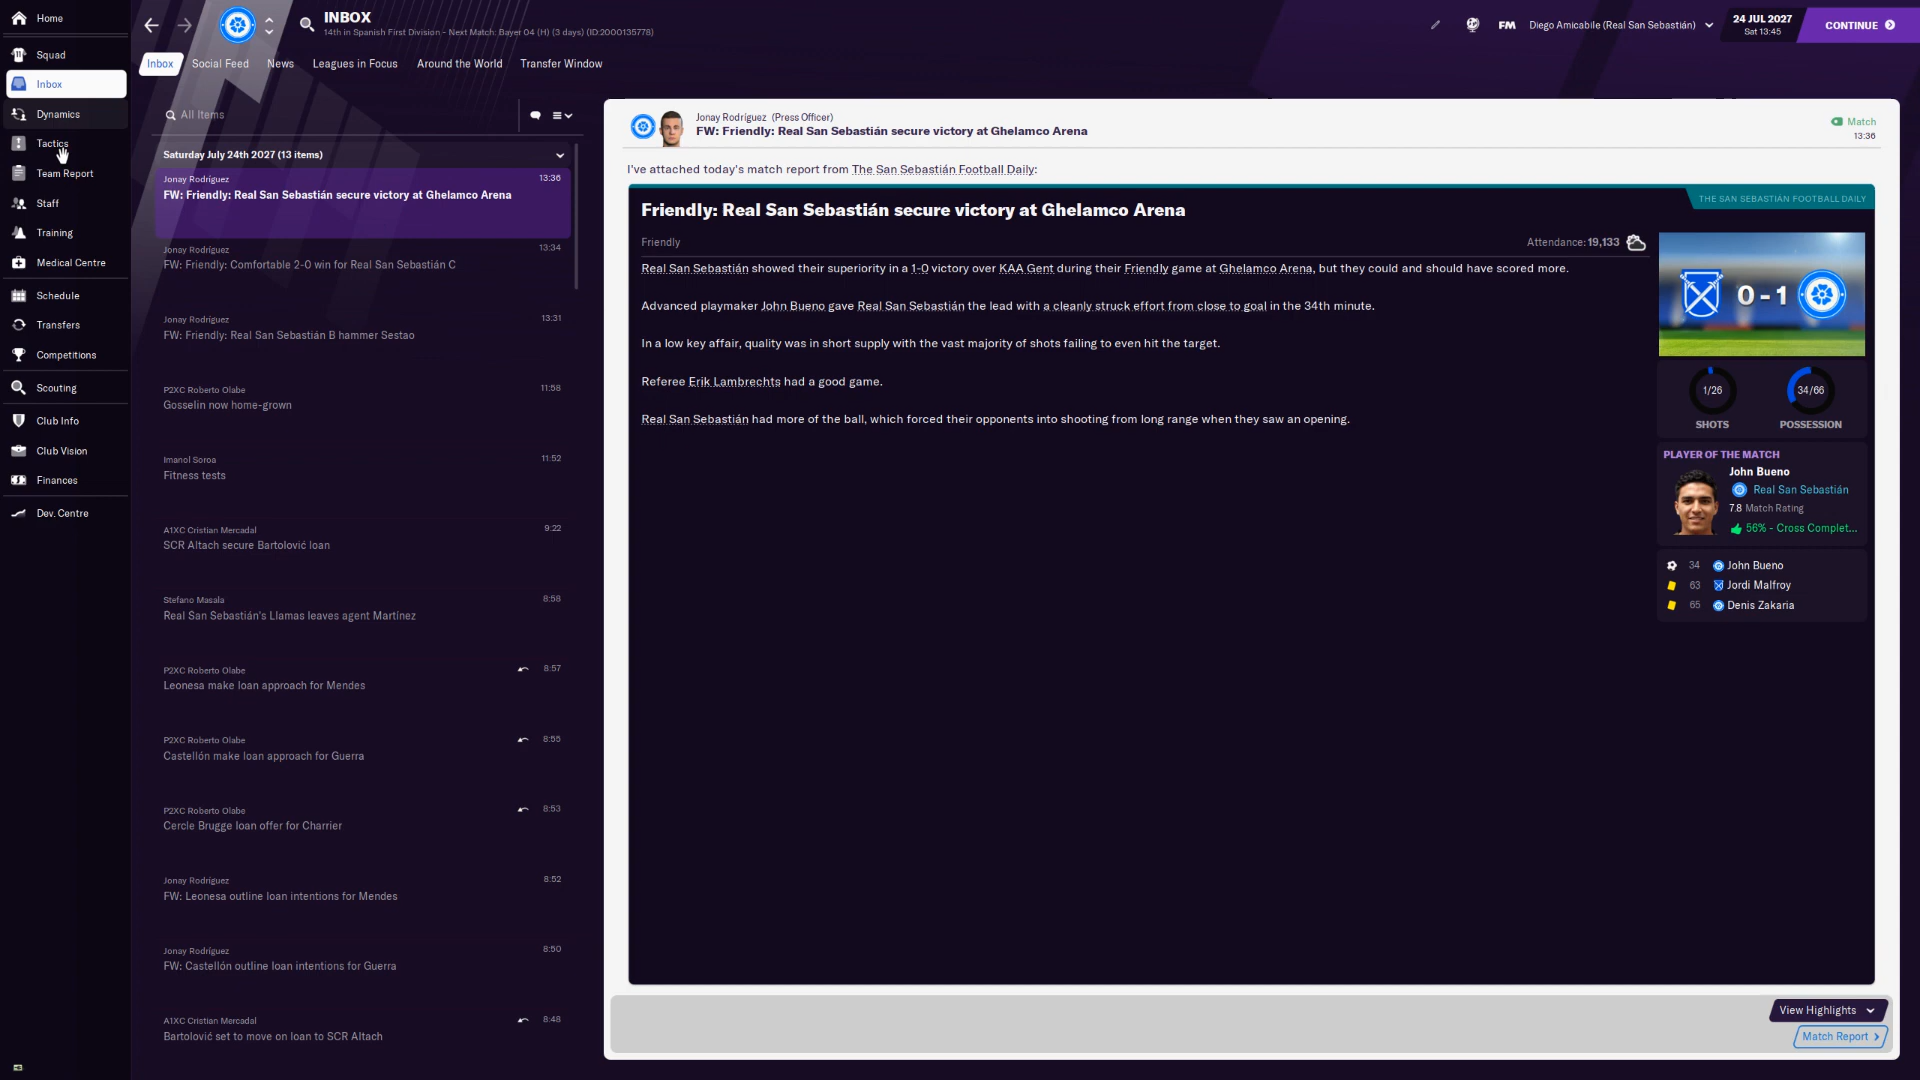 Home
Squad
Inbox
Dynamics
Tactics
Team Report
Staff
Training
Medical Centre
Schedule
Transfers
Competitions
Scouting
Club Info
Club Vision
Finances
Dev. Centre
INBOX
14th in Spanish First Division - Next Match: Bayer 04 (H) (3 days) (ID:2000135778)
FM
Diego Amicabile (Real San Sebastián)
24 JUL 2027
Sat 13:45
CONTINUE
Inbox
Social Feed
News
Leagues in Focus
Around the World
Transfer Window
All Items
Saturday July 24th 2027 (13 items)
Jonay Rodríguez 13:36
FW: Friendly: Real San Sebastián secure victory at Ghelamco Arena
Jonay Rodríguez 13:34
FW: Friendly: Comfortable 2-0 win for Real San Sebastián C
Jonay Rodríguez 13:31
FW: Friendly: Real San Sebastián B hammer Sestao
P2XC Roberto Olabe 11:58
Gosselin now home-grown
Imanol Soroa 11:52
Fitness tests
A1XC Cristian Mercadal 9:22
SCR Altach secure Bartolović loan
Stefano Masala 8:58
Real San Sebastián's Llamas leaves agent Martínez
P2XC Roberto Olabe 8:57
Leonesa make loan approach for Mendes
P2XC Roberto Olabe 8:55
Castellón make loan approach for Guerra
P2XC Roberto Olabe 8:53
Cercle Brugge loan offer for Charrier
Jonay Rodríguez 8:52
FW: Leonesa outline loan intentions for Mendes
Jonay Rodríguez 8:50
FW: Castellón outline loan intentions for Guerra
A1XC Cristian Mercadal 8:48
Bartolović set to move on loan to SCR Altach
Jonay Rodríguez (Press Officer)
FW: Friendly: Real San Sebastián secure victory at Ghelamco Arena
Match
13:36
I've attached today's match report from The San Sebastián Football Daily:
THE SAN SEBASTIÁN FOOTBALL DAILY
Friendly: Real San Sebastián secure victory at Ghelamco Arena
Friendly
Attendance: 19,133
Real San Sebastián showed their superiority in a 1-0 victory over KAA Gent during their Friendly game at Ghelamco Arena, but they could and should have scored more.
Advanced playmaker John Bueno gave Real San Sebastián the lead with a cleanly struck effort from close to goal in the 34th minute.
In a low key affair, quality was in short supply with the vast majority of shots failing to even hit the target.
Referee Erik Lambrechts had a good game.
Real San Sebastián had more of the ball, which forced their opponents into shooting from long range when they saw an opening.
0 - 1
1/26
34/66
SHOTS
POSSESSION
PLAYER OF THE MATCH
John Bueno
Real San Sebastián
7.8 Match Rating
56% - Cross Complet...
34 John Bueno
63 Jordi Malfroy
65 Denis Zakaria
View Highlights
Match Report